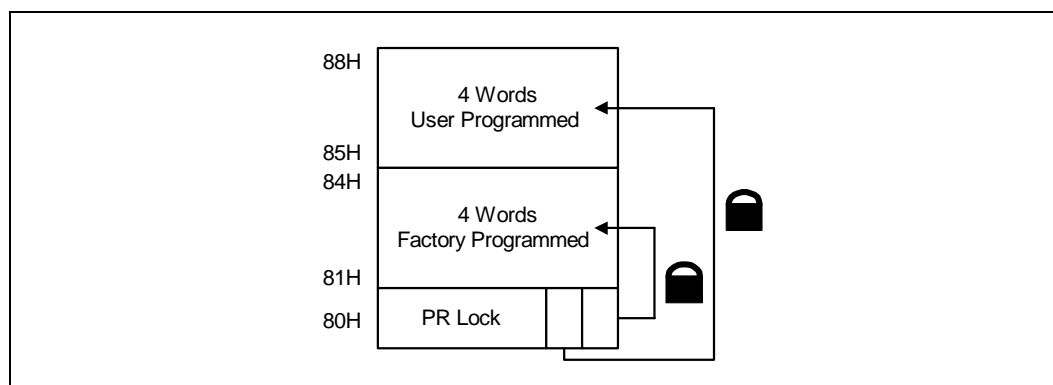 88H
4 Words
User Programmed
85H
84H
4 Words
Factory Programmed
81H
80H
PR Lock